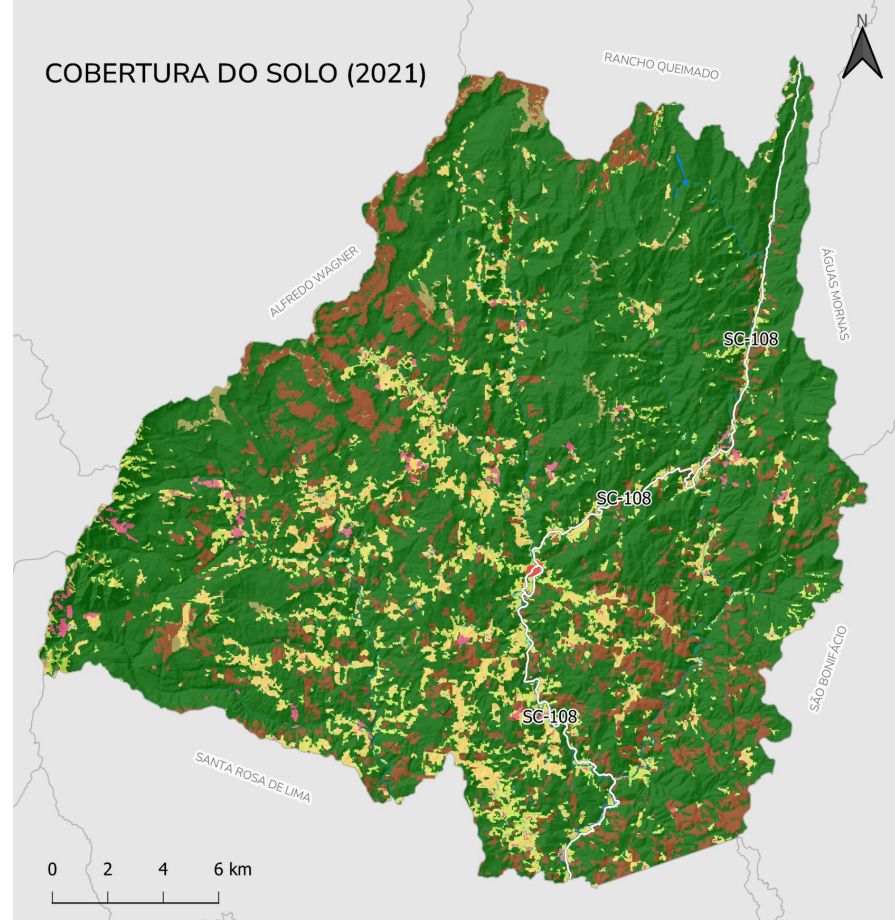 N
COBERTURA DO SOLO (2021)
RANCHO QUEIMADO
ALFREDO WAGNER
ÁGUAS MORNAS
SC-108
SC-108
SÃO BONIFÁCIO
SC-108
SANTA ROSA DE LIMA
0 2 4 6 km